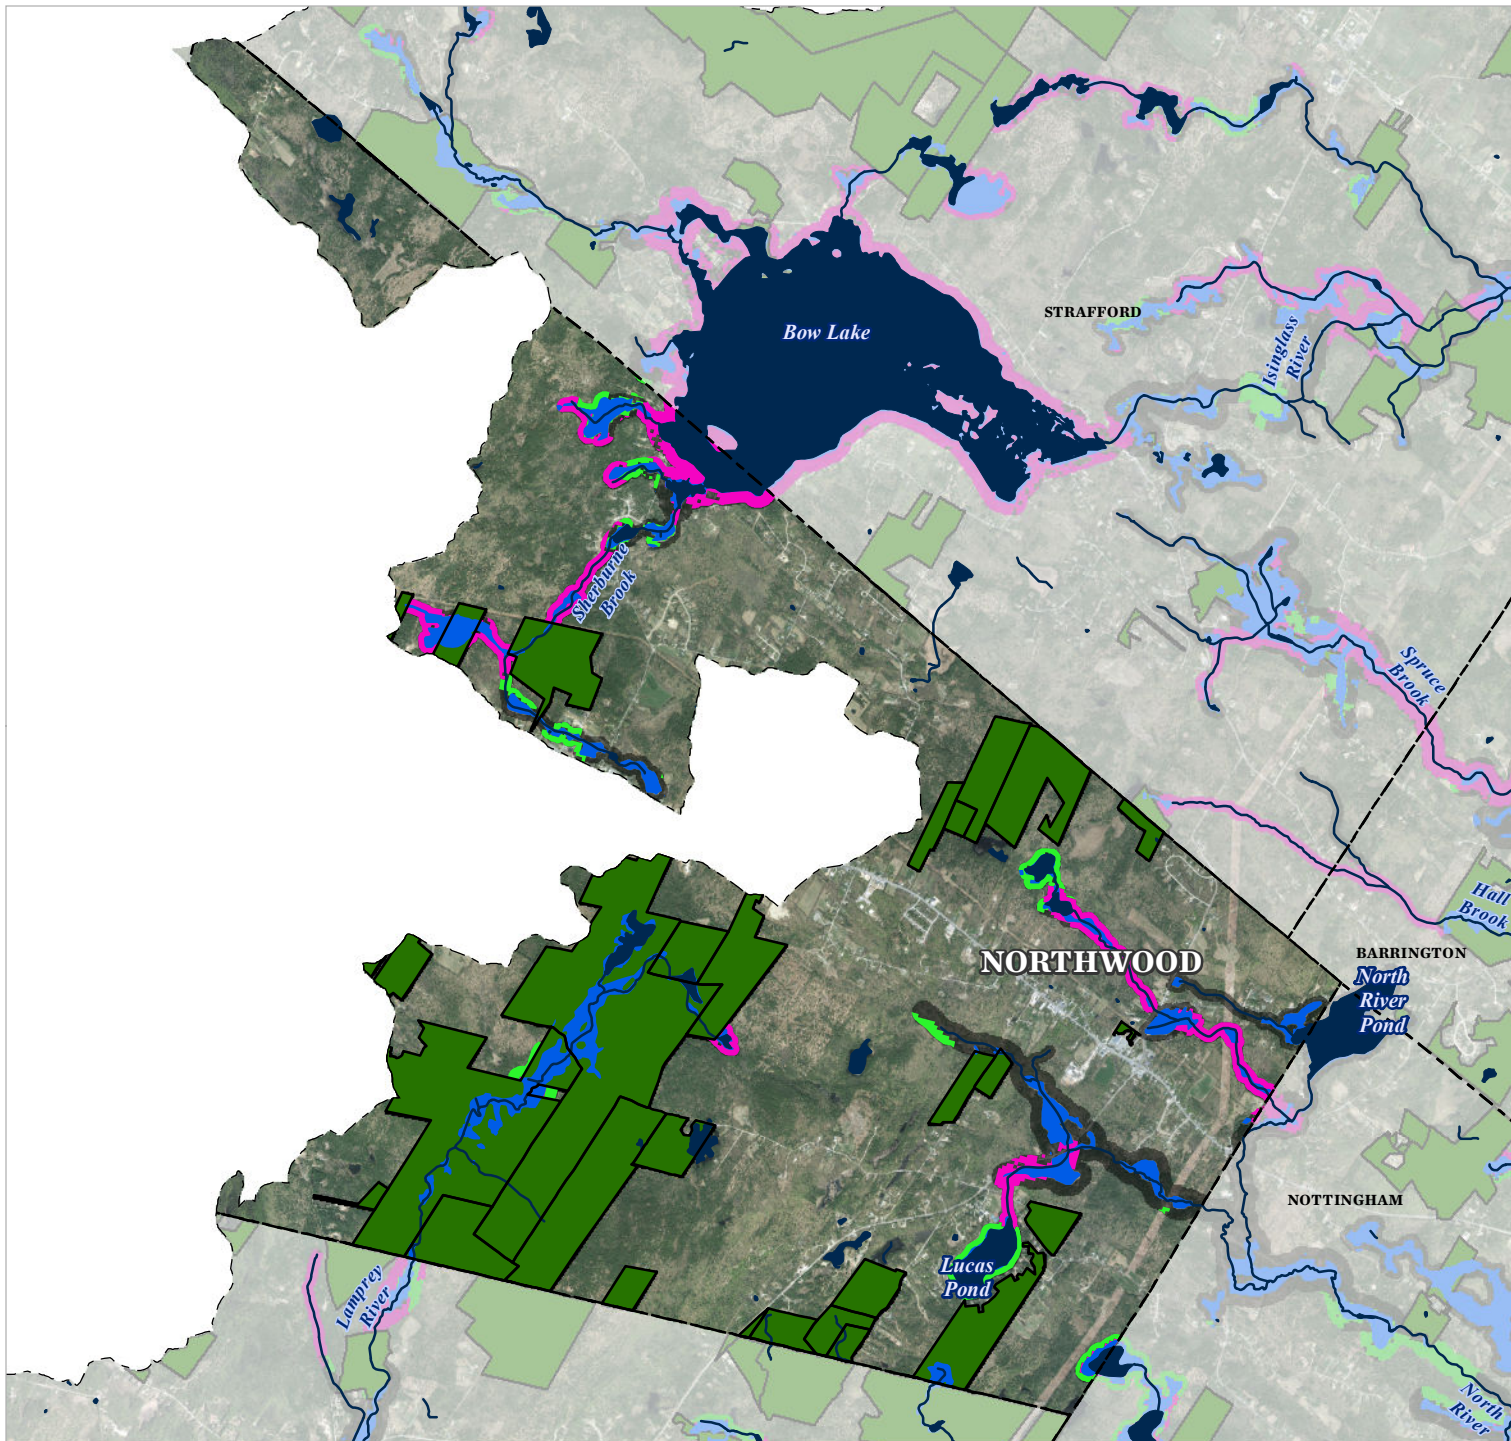 STRAFFORD
Bow Lake
Isinglass
River
Sherburne
Brook
Spruce
Brook
Hall
Brook
NORTHWOOD
BARRINGTON
North
River
Pond
NOTTINGHAM
Lucas
Pond
Lamprey
River
North
River